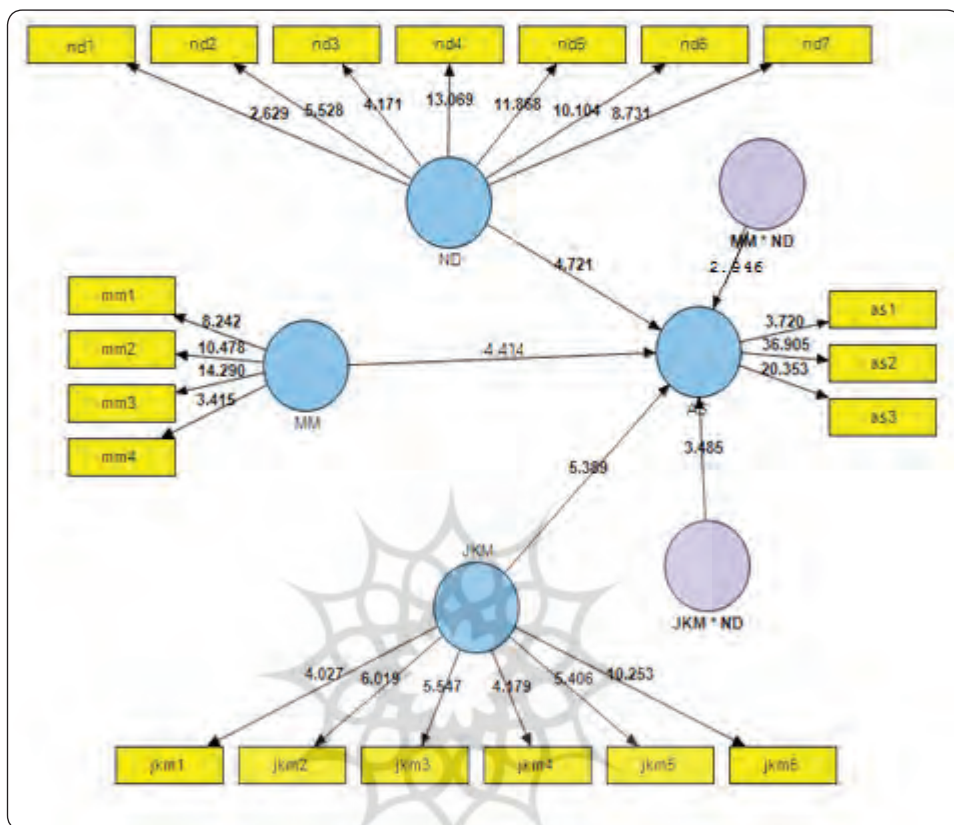 nd1 nd2 nd3 nd4 nd5 nd6 nd7
2.629 5.528 4.171 13.069 11.868 10.104 8.731
ND
MM * ND
4.721
2.946
mm1
mm2
mm3
mm4
8.242
10.478
14.290
3.415
MM
-4.414
AS
3.720
36.905
20.353
as1
as2
as3
5.389
3.485
JKM
JKM * ND
4.027 6.019 5.547 4.179 5.406 10.253
jkm1 jkm2 jkm3 jkm4 jkm5 jkm6